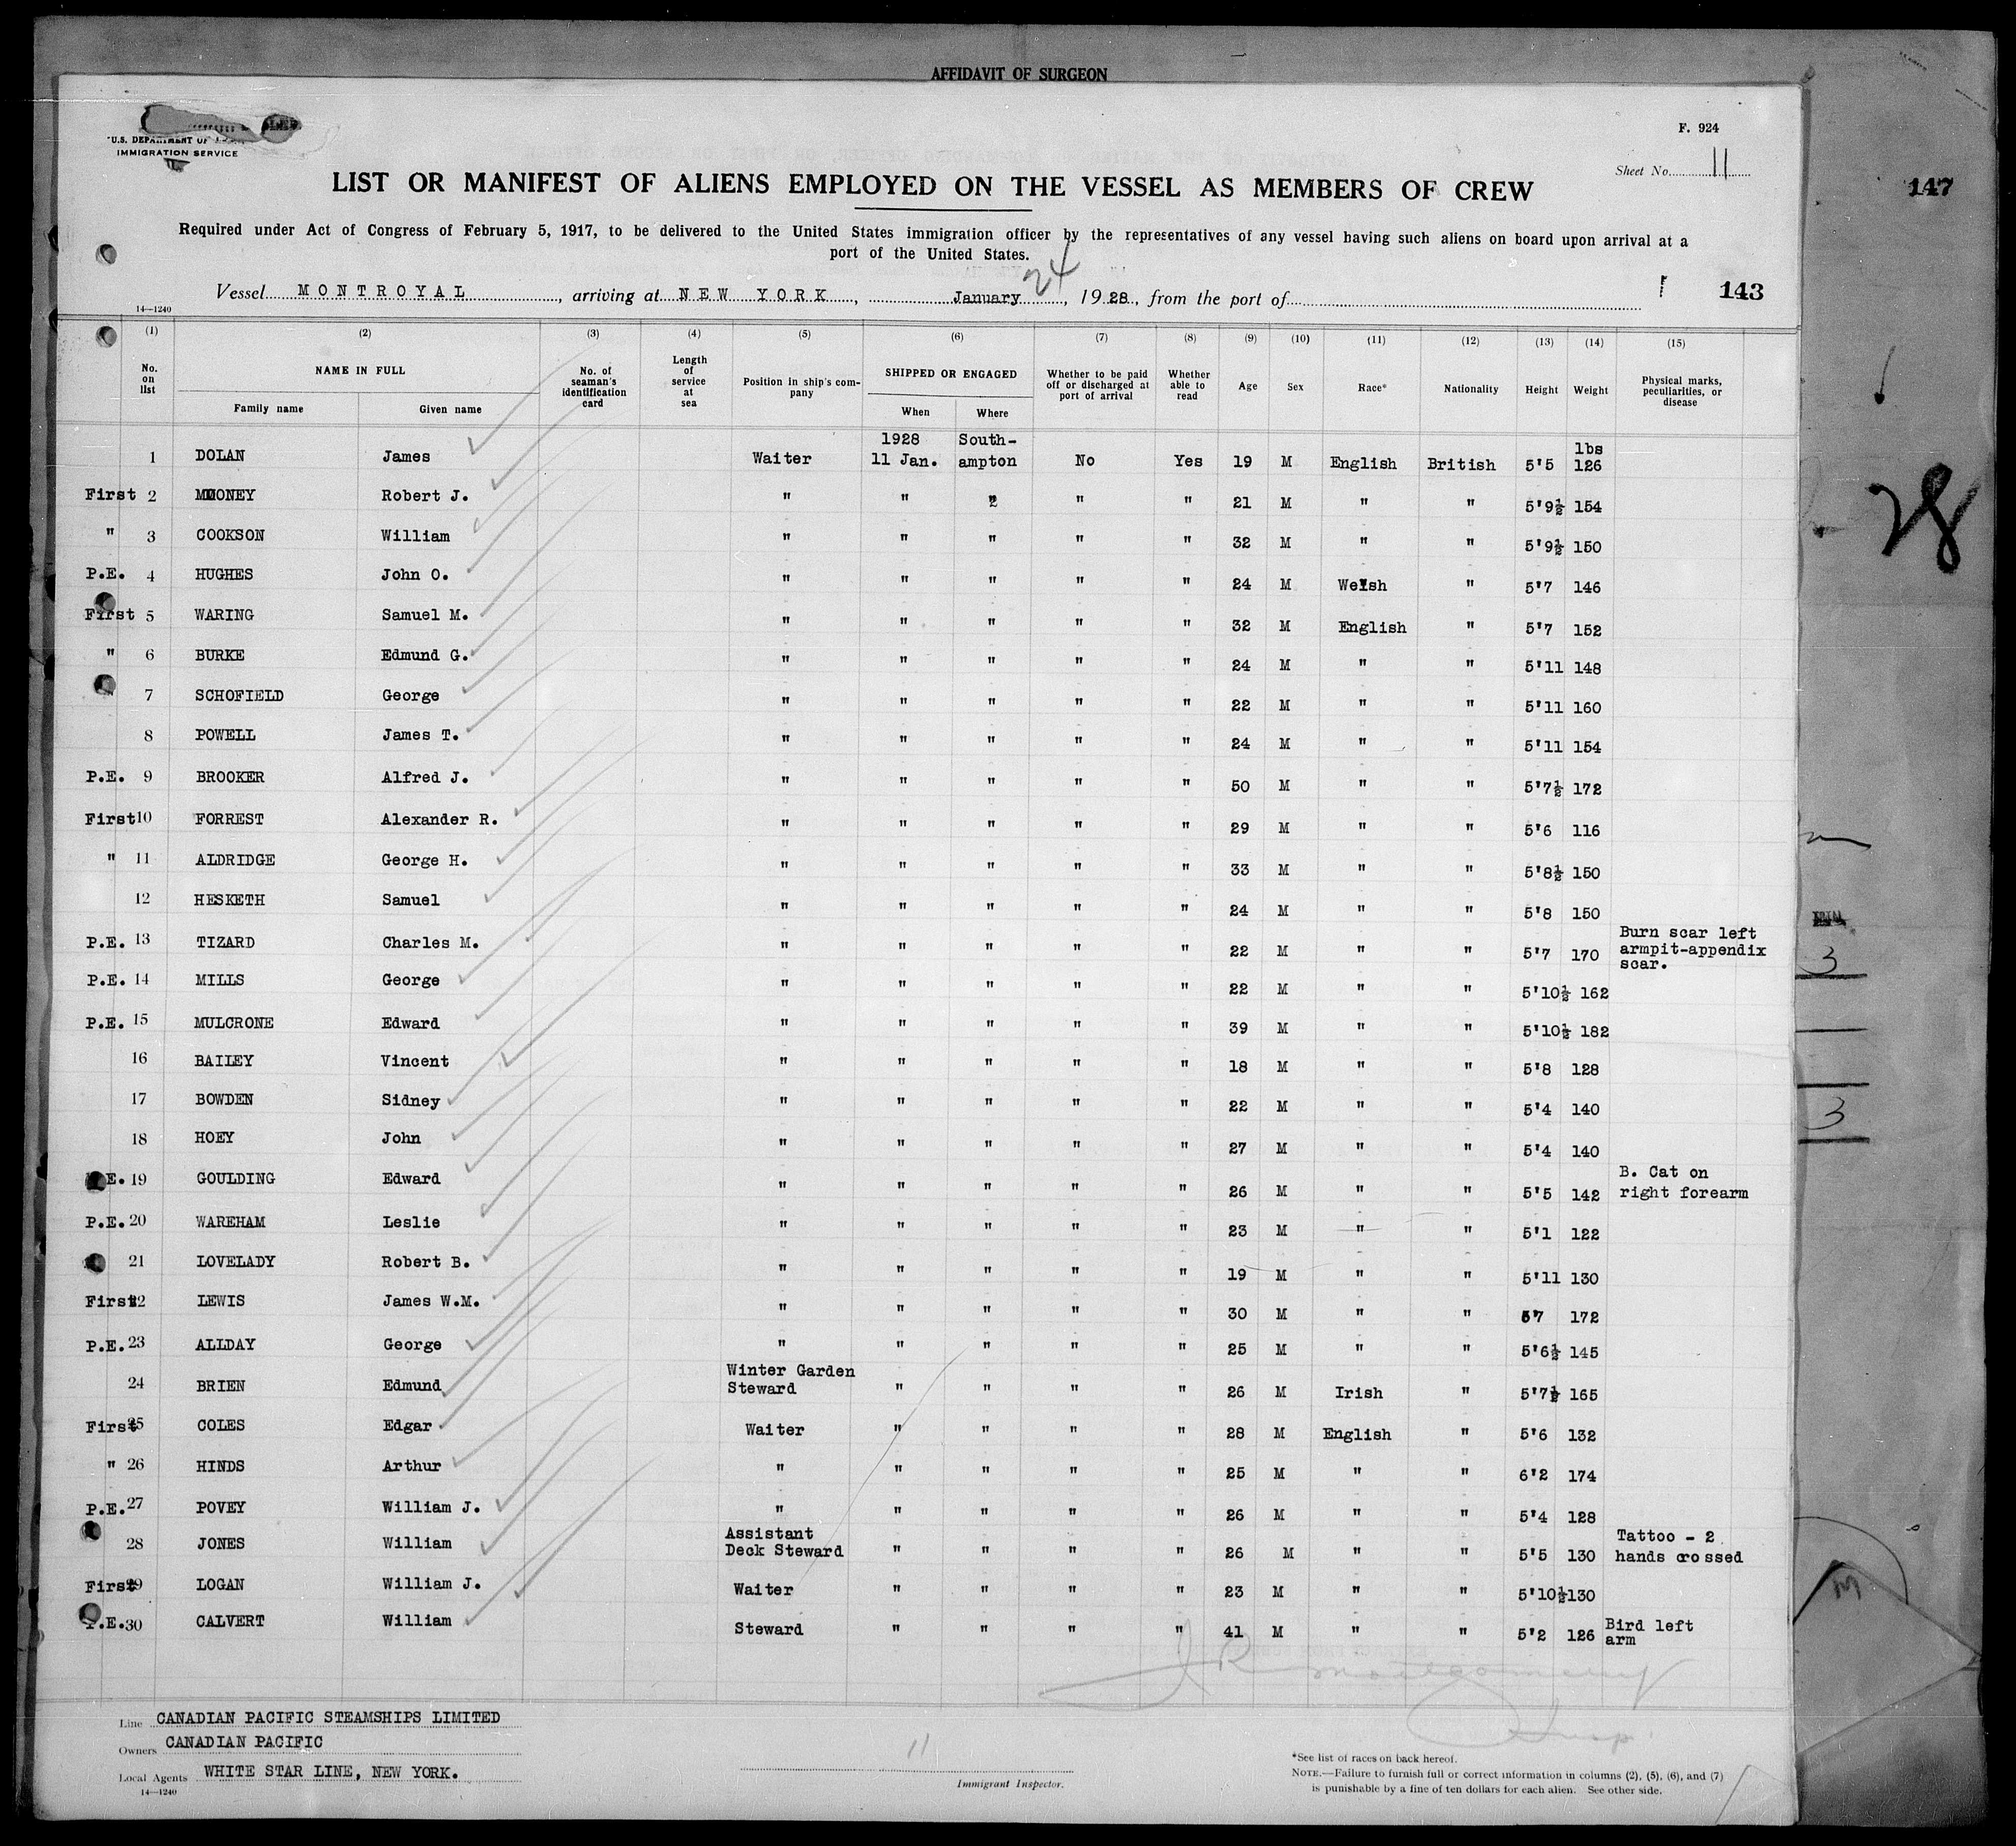 AFFIDAVIT OF SURGEON
U.S. DEPARTMENT OF
IMMIGRATION SERVICE
F. 924
Sheet No. 11
147
LIST OR MANIFEST OF ALIENS EMPLOYED ON THE VESSEL AS MEMBERS OF CREW
Required under Act of Congress of February 5, 1917, to be delivered to the United States immigration officer by the representatives of any vessel having such aliens on board upon arrival at a
port of the United States.
Vessel MONTROYAL, arriving at NEW YORK, January 24, 1928, from the port of
143
14—1240
(1) (2) (3) (4) (5) (6) (7) (8) (9) (10) (11) (12) (13) (14) (15)
No. on list NAME IN FULL Family name Given name No. of seaman's identification card Length of service at sea Position in ship's company SHIPPED OR ENGAGED When Where Whether to be paid off or discharged at port of arrival Whether able to read Age Sex Race* Nationality Height Weight Physical marks, peculiarities, or disease
1 DOLAN James Waiter 1928 11 Jan. South-ampton No Yes 19 M English British 5'5 lbs 126
First 2 MOONEY Robert J. " " " " " 21 M " " 5'9½ 154
" 3 COOKSON William " " " " " 32 M " " 5'9½ 150
P.E. 4 HUGHES John O. " " " " " 24 M Welsh " 5'7 146
First 5 WARING Samuel M. " " " " " 32 M English " 5'7 152
" 6 BURKE Edmund G. " " " " " 24 M " " 5'11 148
" 7 SCHOFIELD George " " " " " 22 M " " 5'11 160
8 POWELL James T. " " " " " 24 M " " 5'11 154
P.E. 9 BROOKER Alfred J. " " " " " 50 M " " 5'7½ 172
First 10 FORREST Alexander R. " " " " " 29 M " " 5'6 116
" 11 ALDRIDGE George H. " " " " " 33 M " " 5'8½ 150
12 HESKETH Samuel " " " " " 24 M " " 5'8 150
P.E. 13 TIZARD Charles M. " " " " " 22 M " " 5'7 170 Burn scar left armpit-appendix scar.
P.E. 14 MILLS George " " " " " 22 M " " 5'10½ 162
P.E. 15 MULCRONE Edward " " " " " 39 M " " 5'10½ 182
16 BAILEY Vincent " " " " " 18 M " " 5'8 128
17 BOWDEN Sidney " " " " " 22 M " " 5'4 140
18 HOEY John " " " " " 27 M " " 5'4 140
P.E. 19 GOULDING Edward " " " " " 26 M " " 5'5 142 B. Cat on right forearm
P.E. 20 WAREHAM Leslie " " " " " 23 M " " 5'1 122
21 LOVELADY Robert B. " " " " " 19 M " " 5'11 130
First 22 LEWIS James W.M. " " " " " 30 M " " 5'7 172
P.E. 23 ALLDAY George " " " " " 25 M " " 5'6½ 145
24 BRIEN Edmund Winter Garden Steward " " " " 26 M Irish " 5'7½ 165
First 25 COLES Edgar Waiter " " " " 28 M English " 5'6 132
" 26 HINDS Arthur " " " " " 25 M " " 6'2 174
P.E. 27 POVEY William J. " " " " " 26 M " " 5'4 128
28 JONES William Assistant Deck Steward " " " " 26 M " " 5'5 130 Tattoo - 2 hands crossed
First 29 LOGAN William J. Waiter " " " " 23 M " " 5'10½ 130
P.E. 30 CALVERT William Steward " " " " 41 M " " 5'2 126 Bird left arm
28
3
3
J R Montgomery
Insp.
Line CANADIAN PACIFIC STEAMSHIPS LIMITED
Owners CANADIAN PACIFIC
Local Agents WHITE STAR LINE, NEW YORK.
14—1240
11
Immigrant Inspector.
*See list of races on back hereof.
NOTE.—Failure to furnish full or correct information in columns (2), (5), (6), and (7)
is punishable by a fine of ten dollars for each alien. See other side.